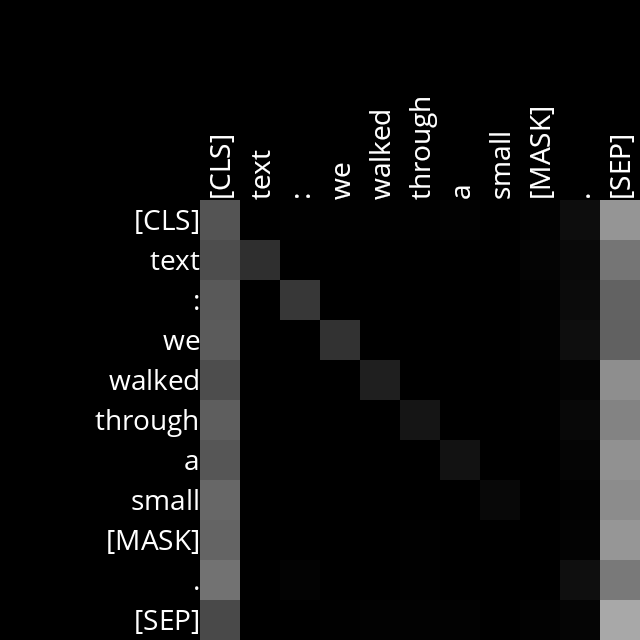 [CLS]
text
:
we
walked
through
a
small
[MASK]
.
[SEP]
[CLS]
text
:
we
walked
through
a
small
[MASK]
.
[SEP]